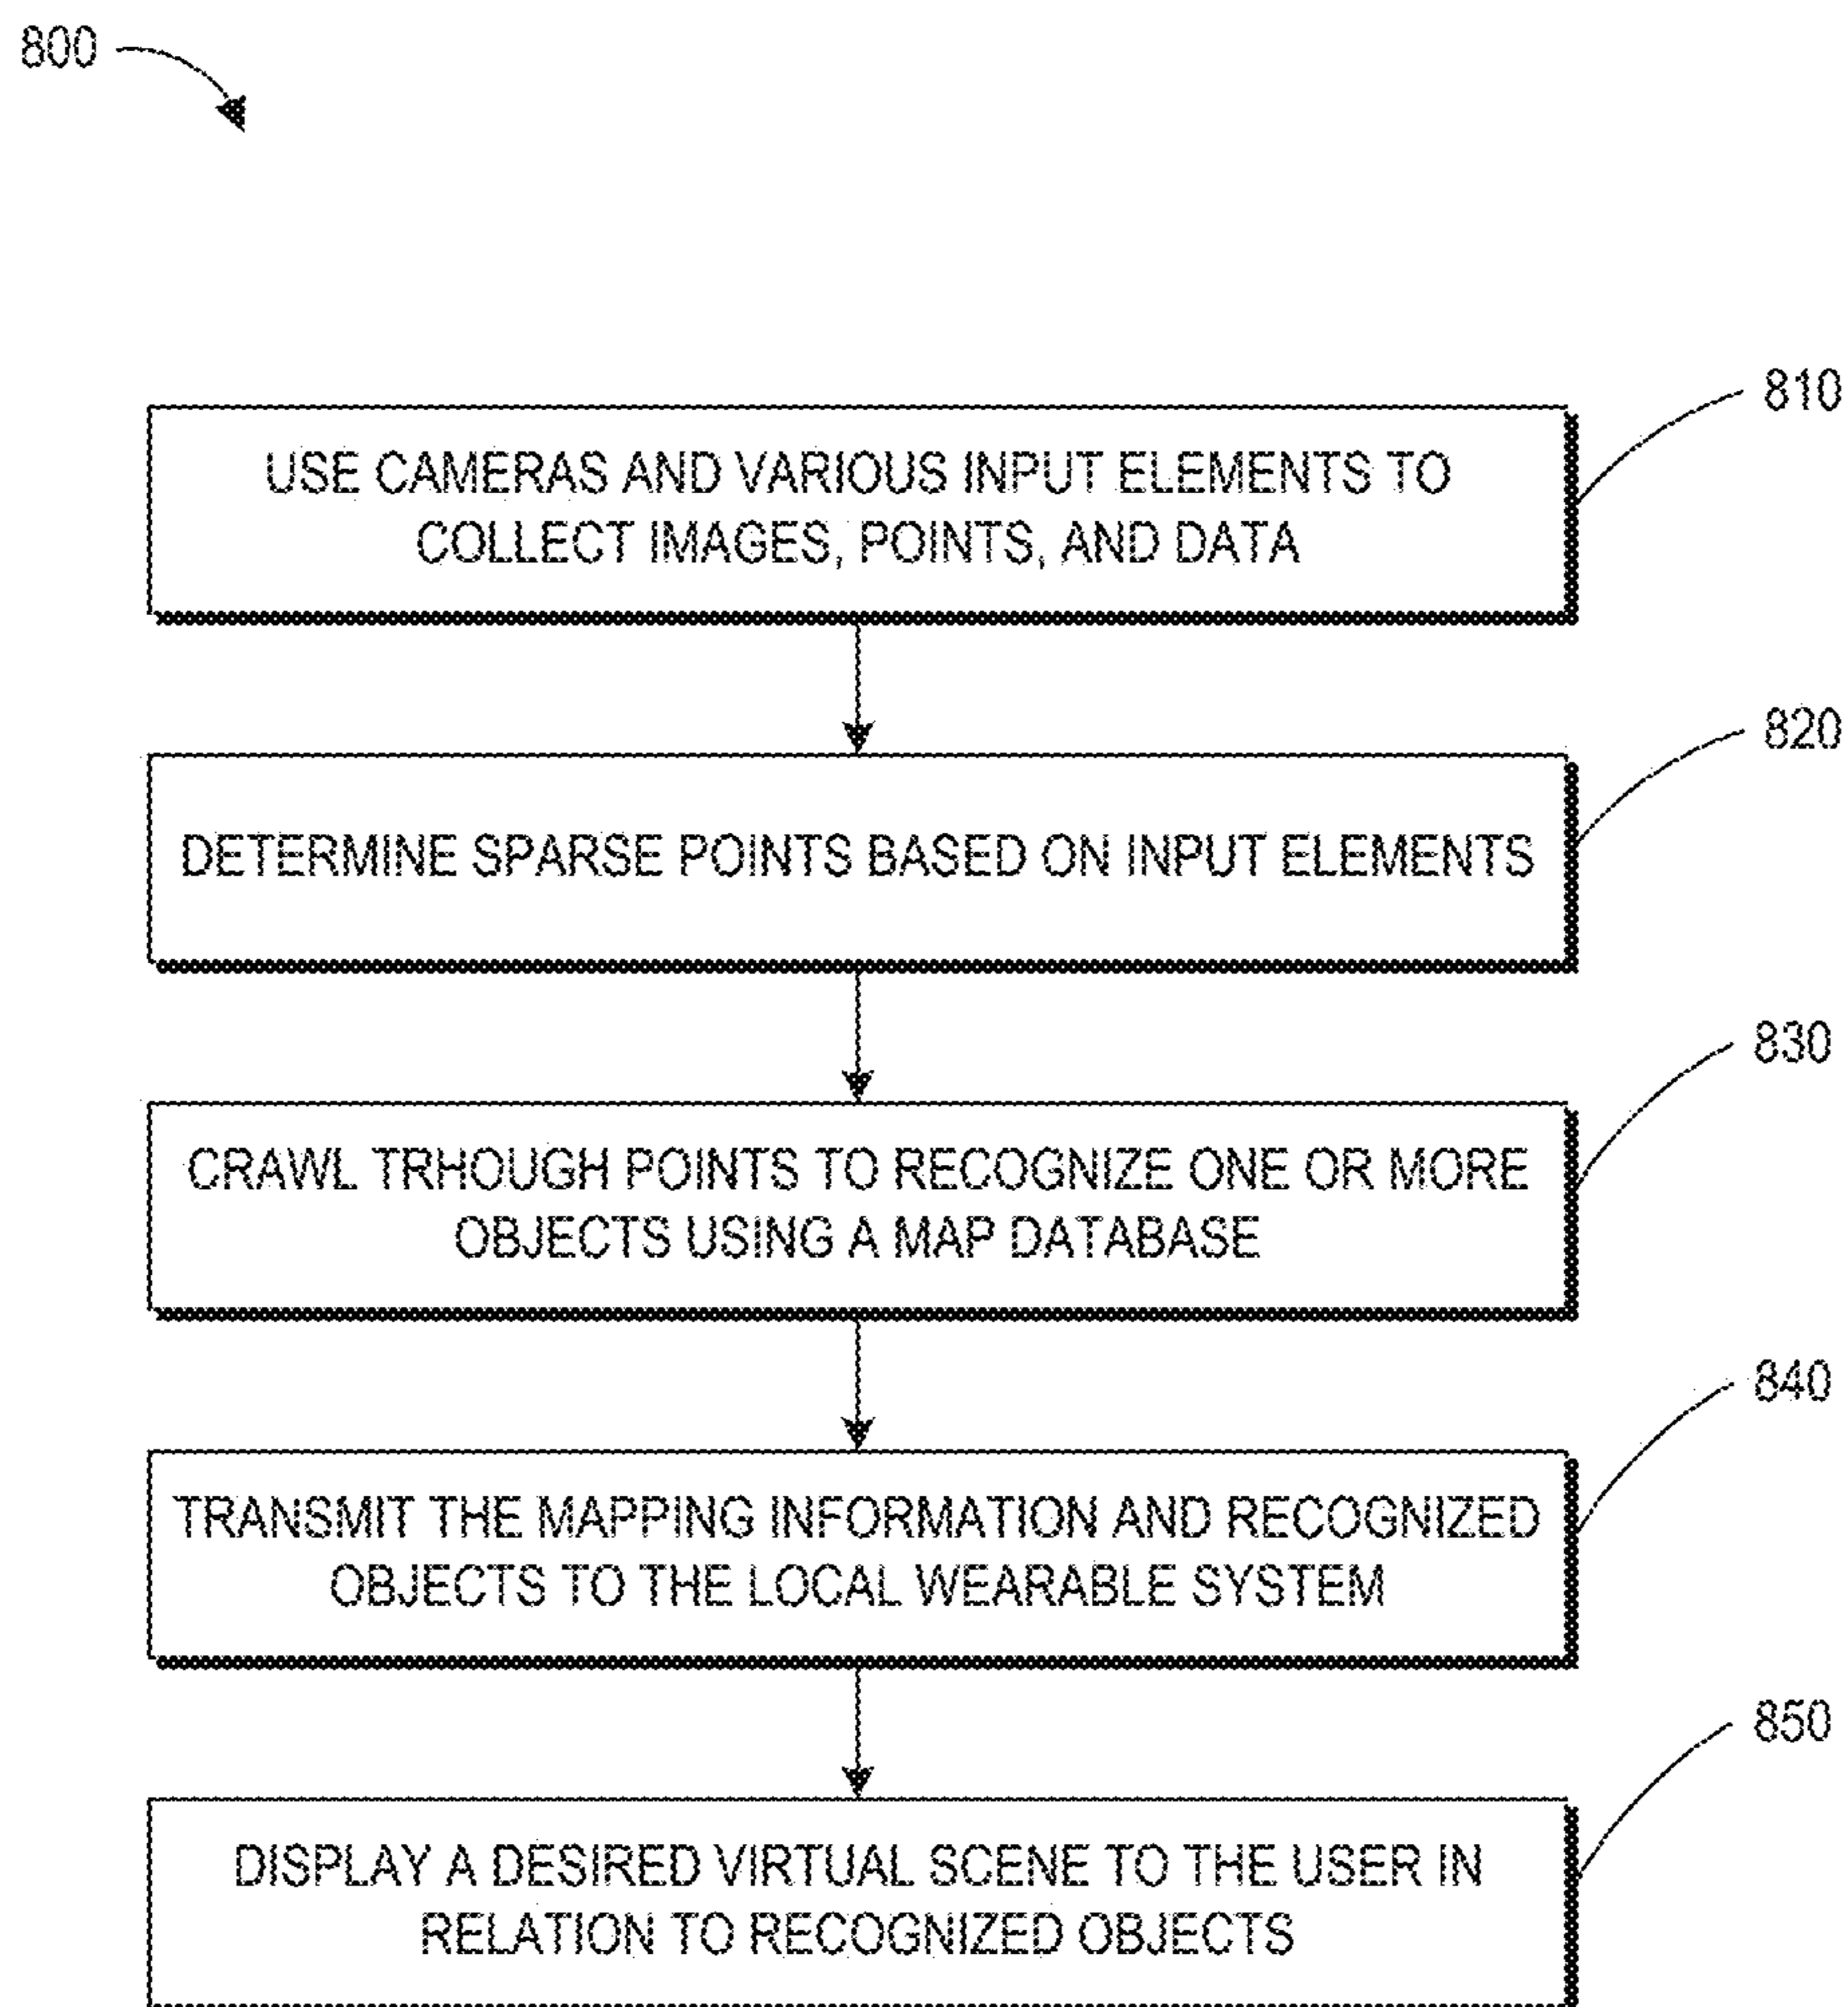 800
810
USE CAMERAS AND VARIOUS INPUT ELEMENTS TO
COLLECT IMAGES, POINTS, AND DATA
820
DETERMINE SPARSE POINTS BASED ON INPUT ELEMENTS
830
CRAWL TRHOUGH POINTS TO RECOGNIZE ONE OR MORE
OBJECTS USING A MAP DATABASE
840
TRANSMIT THE MAPPING INFORMATION AND RECOGNIZED
OBJECTS TO THE LOCAL WEARABLE SYSTEM
850
DISPLAY A DESIRED VIRTUAL SCENE TO THE USER IN
RELATION TO RECOGNIZED OBJECTS